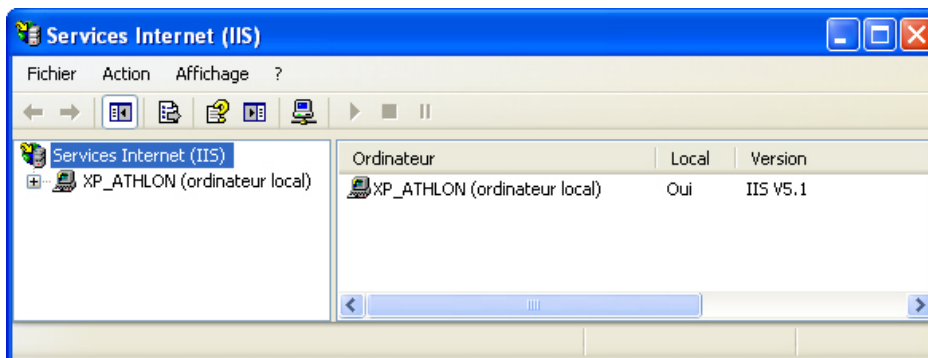 Services Internet (IIS)
Fichier Action Affichage ?
Services Internet (IIS)
XP_ATHLON (ordinateur local)
Ordinateur Local Version
XP_ATHLON (ordinateur local) Oui IIS V5.1